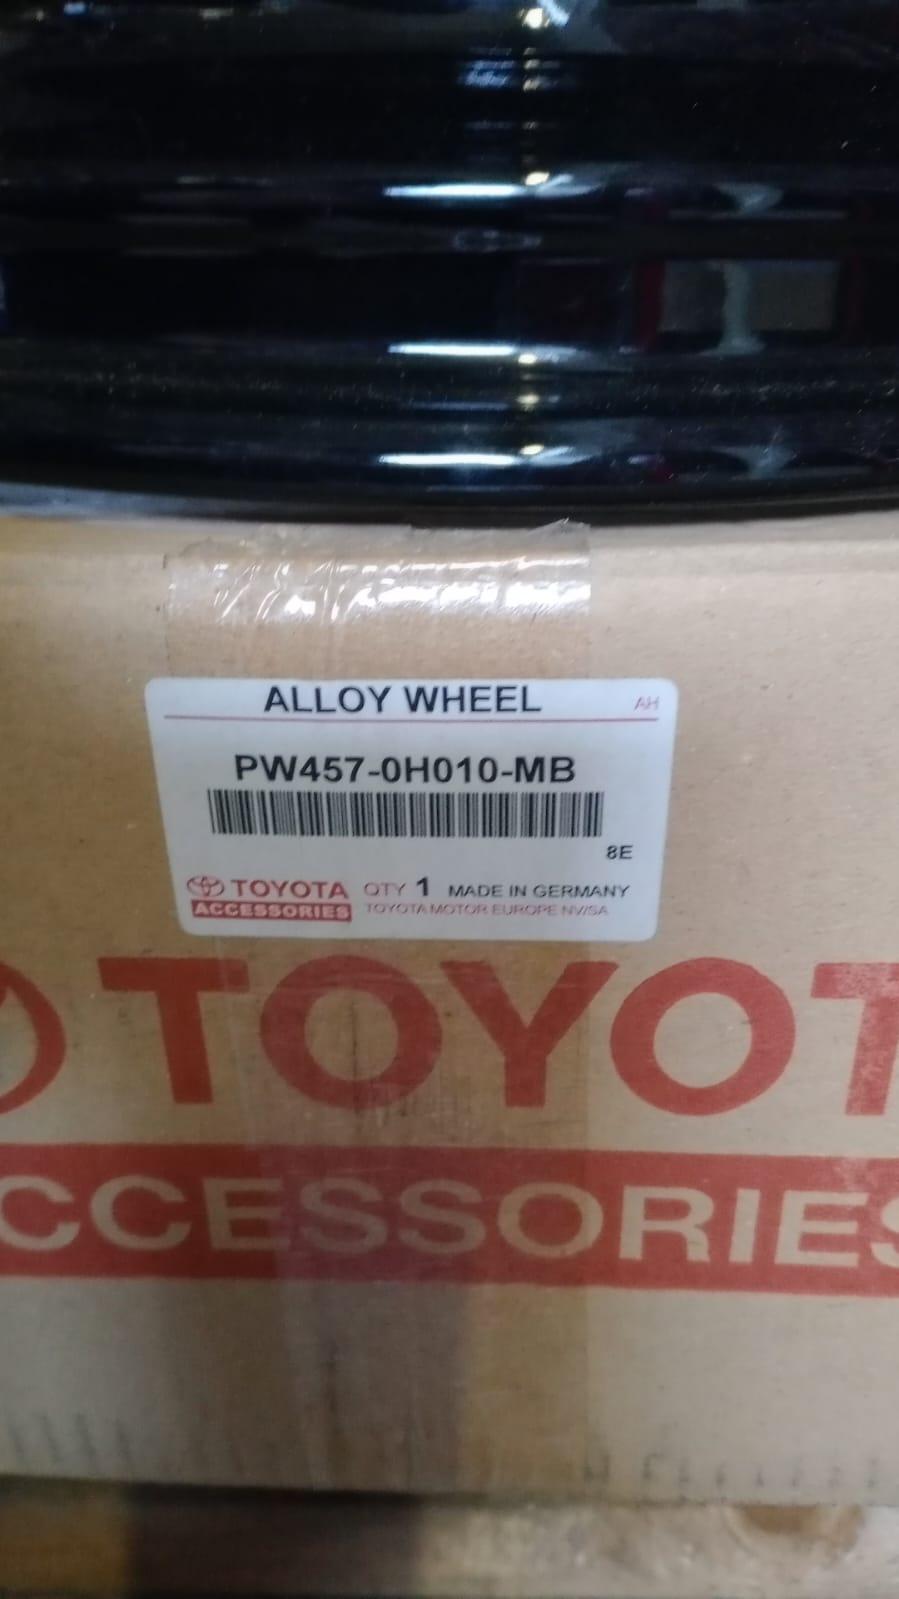 ALLOY WHEEL AH
PW457-0H010-MB
8E
TOYOTA QTY 1 MADE IN GERMANY
ACCESSORIES TOYOTA MOTOR EUROPE NV/SA
TOYOT
CCESSORIES